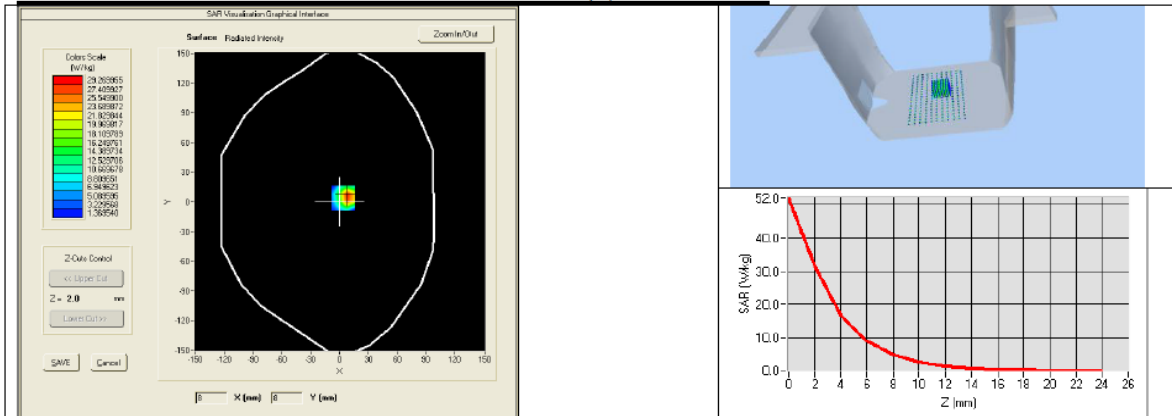 SAR Visualisation Graphical Interface
Surface Radiated Intensity
Zoom In/Out
Colors Scale
(W/kg)
29.269955
27.409927
25.549900
23.689872
21.829844
19.969817
18.109789
16.249761
14.389734
12.529706
10.669678
8.809651
6.949623
5.089595
3.229568
1.369540
150
90
60
30
0
-30
-60
-90
-120
-150
Y
-150 -120 -90 -60 -30 0 30 60 90 120 150
X
Z-Cuts Control
<< Upper Cut
Z = 2.0 mm
Lower Cut >>
SAVE Cancel
8 X (mm) 8 Y (mm)
52.0
40.0
30.0
20.0
10.0
0.0
SAR (W/kg)
0 2 4 6 8 10 12 14 16 18 20 22 24 26
Z (mm)